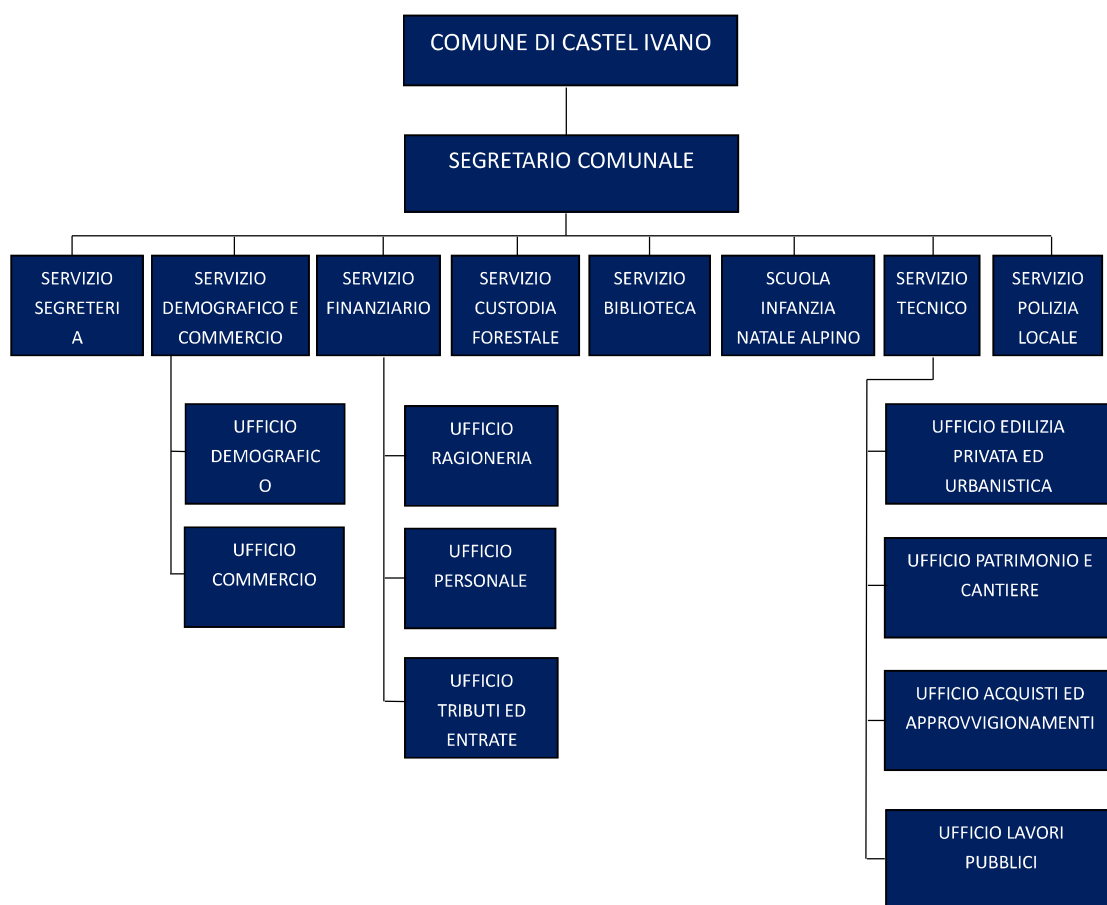 COMUNE DI CASTEL IVANO
SEGRETARIO COMUNALE
SERVIZIO
SEGRETERI
A
SERVIZIO
DEMOGRAFICO E
COMMERCIO
SERVIZIO
FINANZIARIO
SERVIZIO
CUSTODIA
FORESTALE
SERVIZIO
BIBLIOTECA
SCUOLA
INFANZIA
NATALE ALPINO
SERVIZIO
TECNICO
SERVIZIO
POLIZIA
LOCALE
UFFICIO
DEMOGRAFIC
O
UFFICIO
COMMERCIO
UFFICIO
RAGIONERIA
UFFICIO
PERSONALE
UFFICIO
TRIBUTI ED
ENTRATE
UFFICIO EDILIZIA
PRIVATA ED
URBANISTICA
UFFICIO PATRIMONIO E
CANTIERE
UFFICIO ACQUISTI ED
APPROVVIGIONAMENTI
UFFICIO LAVORI
PUBBLICI